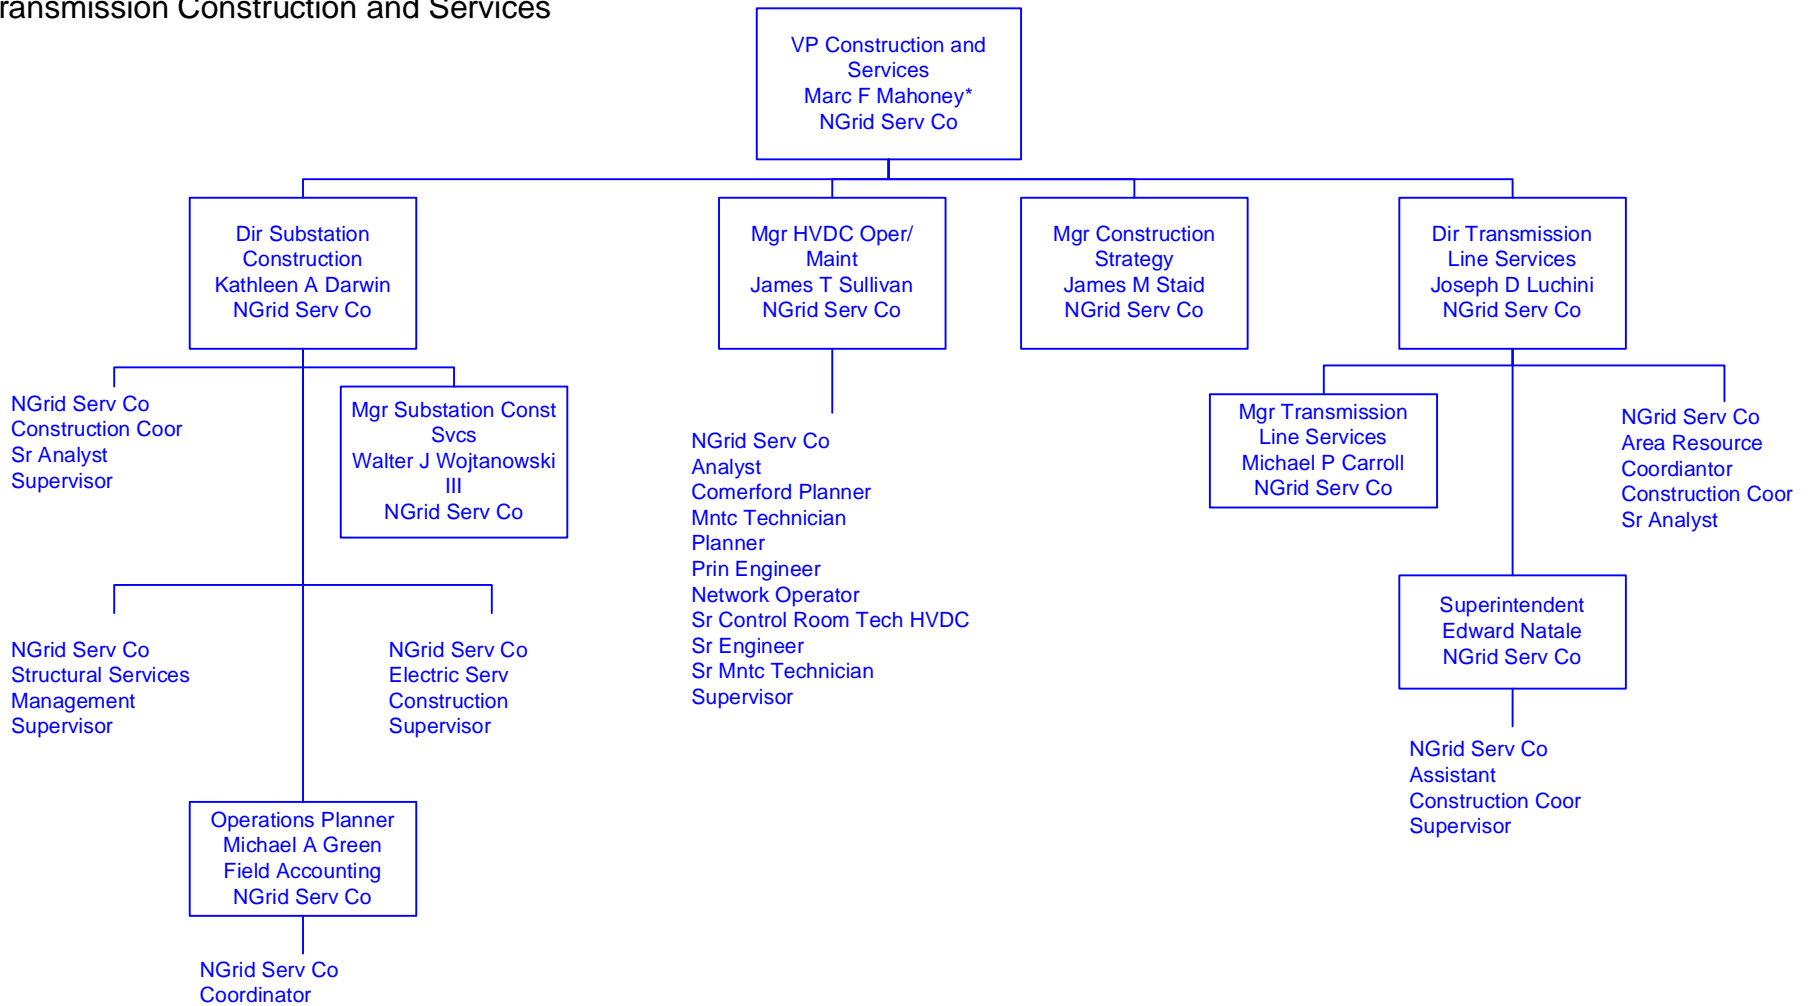 ransmission Construction and Services
VP Construction and
Services
Marc F Mahoney*
NGrid Serv Co
Dir Substation
Construction
Kathleen A Darwin
NGrid Serv Co
Mgr HVDC Oper/
Maint
James T Sullivan
NGrid Serv Co
Mgr Construction
Strategy
James M Staid
NGrid Serv Co
Dir Transmission
Line Services
Joseph D Luchini
NGrid Serv Co
NGrid Serv Co
Construction Coor
Sr Analyst
Supervisor
Mgr Substation Const
Svcs
Walter J Wojtanowski
III
NGrid Serv Co
NGrid Serv Co
Analyst
Comerford Planner
Mntc Technician
Planner
Prin Engineer
Network Operator
Sr Control Room Tech HVDC
Sr Engineer
Sr Mntc Technician
Supervisor
Mgr Transmission
Line Services
Michael P Carroll
NGrid Serv Co
NGrid Serv Co
Area Resource
Coordiantor
Construction Coor
Sr Analyst
NGrid Serv Co
Structural Services
Management
Supervisor
NGrid Serv Co
Electric Serv
Construction
Supervisor
Superintendent
Edward Natale
NGrid Serv Co
NGrid Serv Co
Assistant
Construction Coor
Supervisor
Operations Planner
Michael A Green
Field Accounting
NGrid Serv Co
NGrid Serv Co
Coordinator